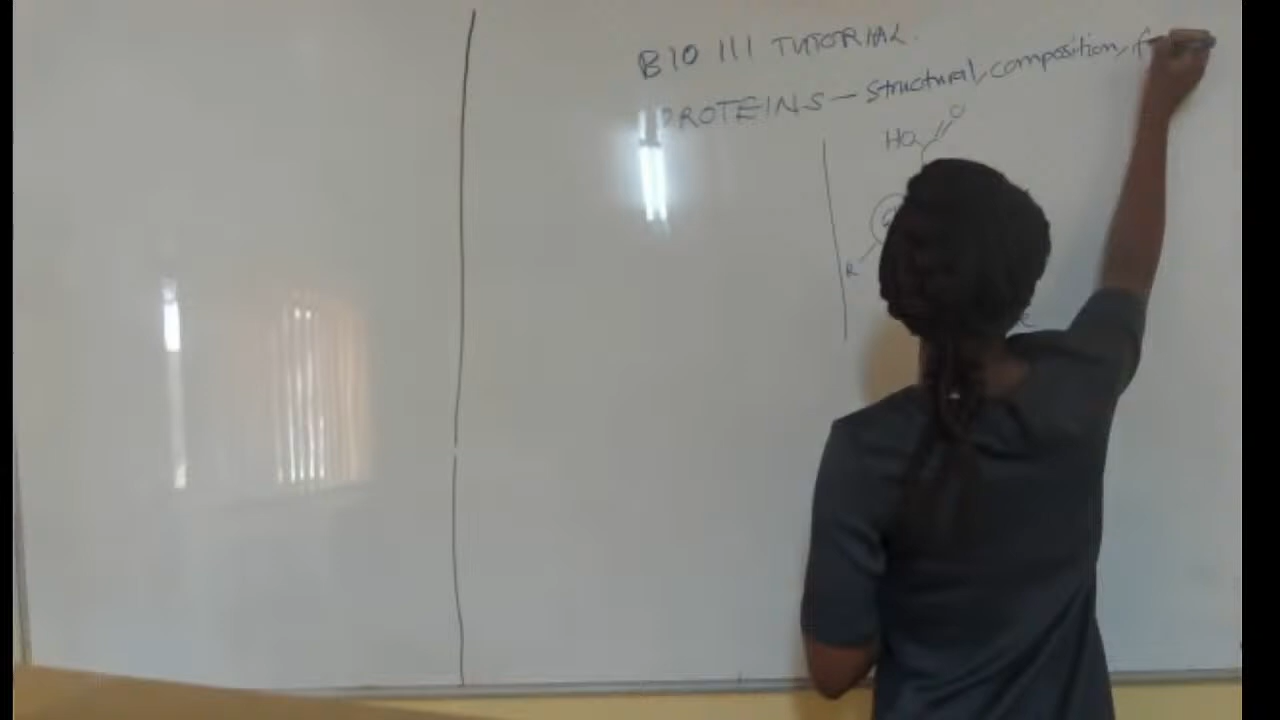 BIO 111 TUTORIAL.
PROTEINS — Structural, composition,
O
HO
R